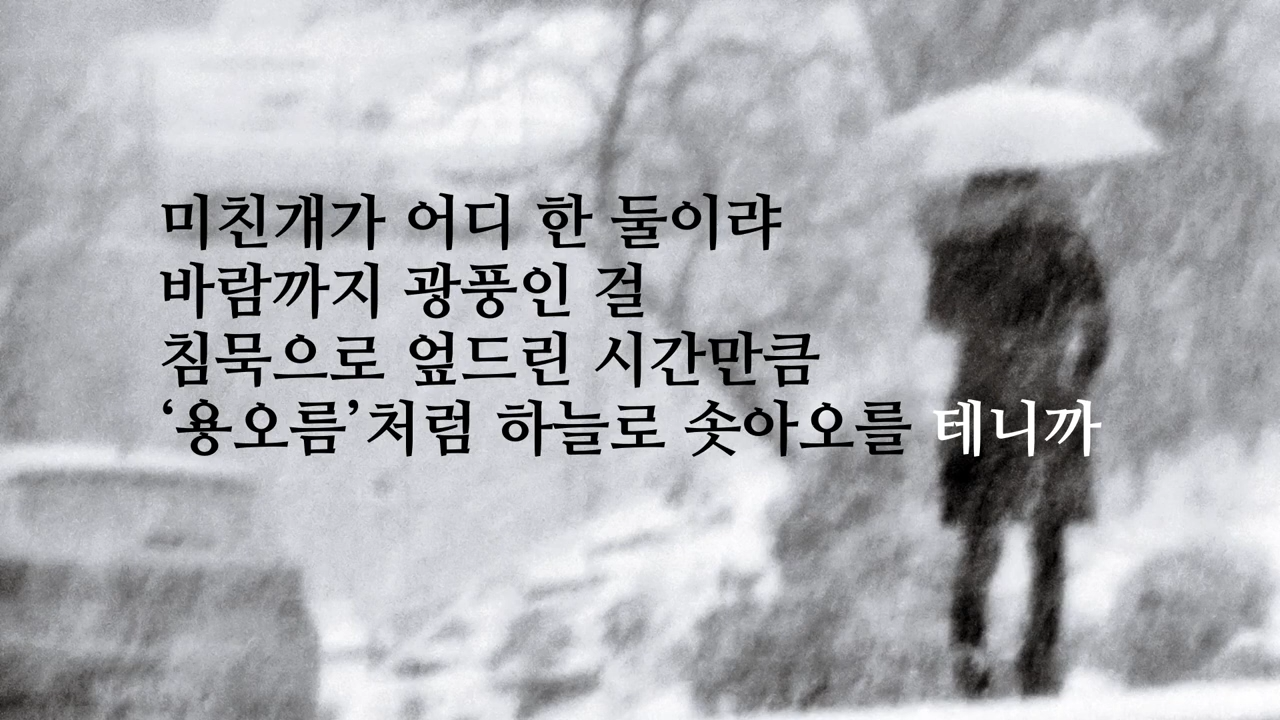 미친개가 어디 한 둘이랴
바람까지 광풍인 걸
침묵으로 엎드린 시간만큼
‘용오름’처럼 하늘로 솟아오를 테니까